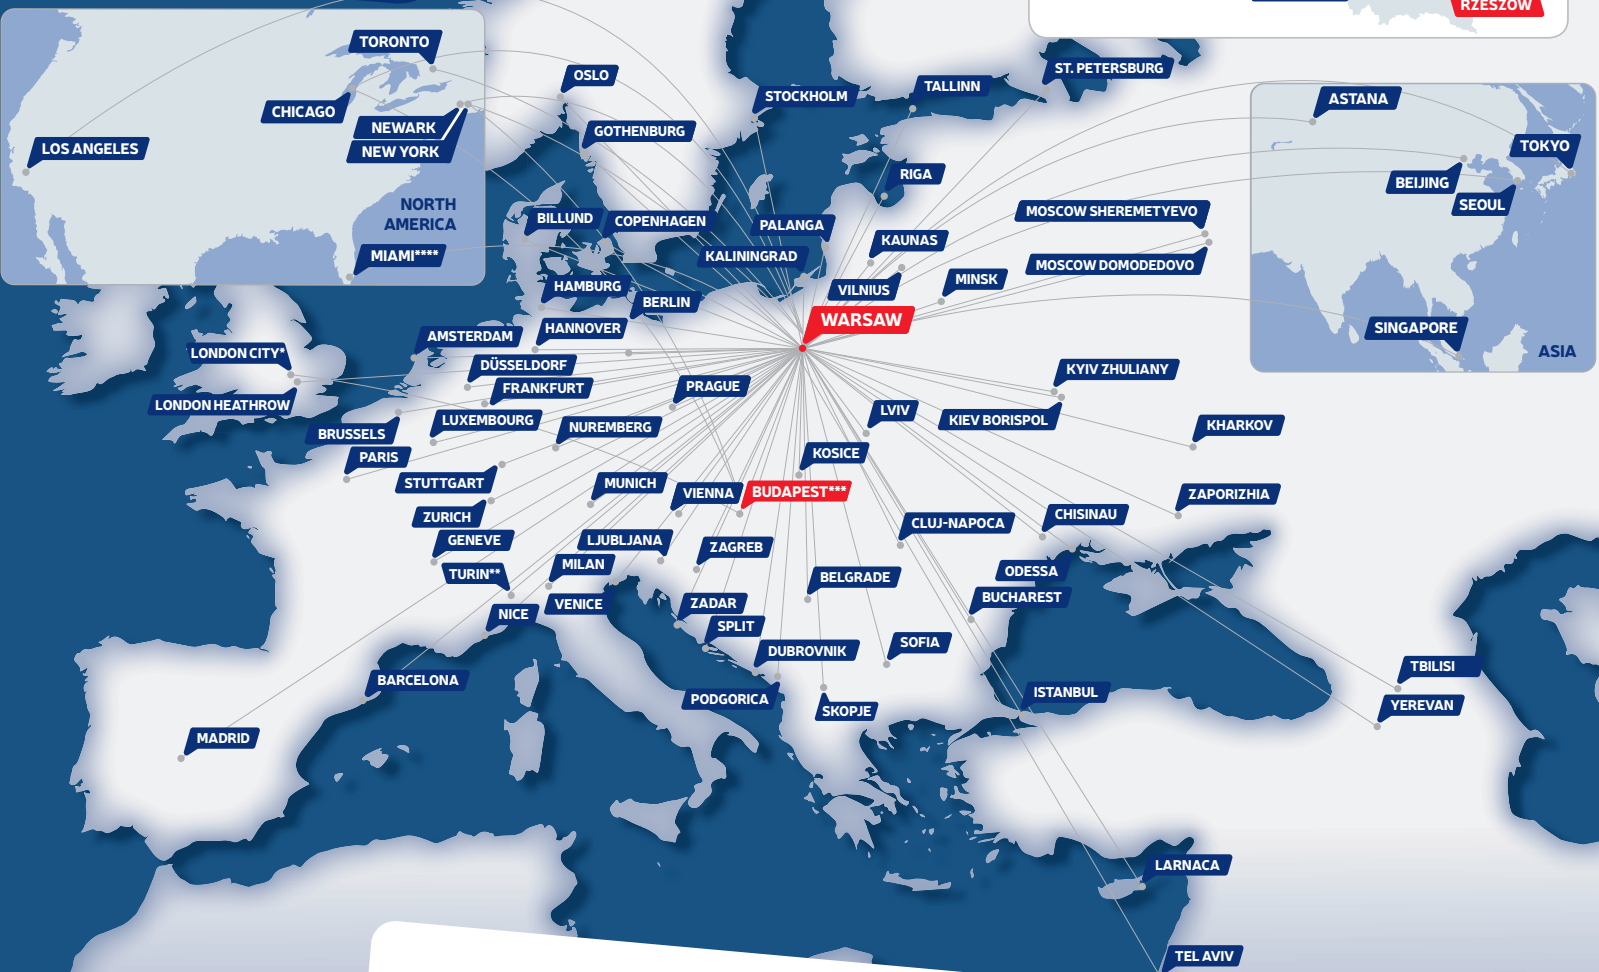 RZESZOW
TORONTO
CHICAGO
NEWARK
NEW YORK
LOS ANGELES
NORTH
AMERICA
MIAMI****
OSLO
STOCKHOLM
TALLINN
ST. PETERSBURG
GOTHENBURG
RIGA
ASTANA
TOKYO
BEIJING
SEOUL
SINGAPORE
ASIA
BILLUND
COPENHAGEN
PALANGA
KALININGRAD
KAUNAS
MOSCOW SHEREMETYEVO
MOSCOW DOMODEDOVO
VILNIUS
MINSK
HAMBURG
BERLIN
WARSAW
AMSTERDAM
HANNOVER
LONDON CITY*
LONDON HEATHROW
DÜSSELDORF
FRANKFURT
PRAGUE
KYIV ZHULIANY
LUXEMBOURG
NUREMBERG
LVIV
KIEV BORISPOL
KHARKOV
BRUSSELS
PARIS
KOSICE
STUTTGART
MUNICH
VIENNA
BUDAPEST***
ZAPORIZHIA
ZURICH
CLUJ-NAPOCA
CHISINAU
GENEVE
LJUBLJANA
ZAGREB
TURIN**
MILAN
BELGRADE
ODESSA
NICE
VENICE
ZADAR
BUCHAREST
SPLIT
DUBROVNIK
SOFIA
BARCELONA
PODGORICA
SKOPJE
ISTANBUL
TBILISI
YEREVAN
MADRID
LARNACA
TEL AVIV